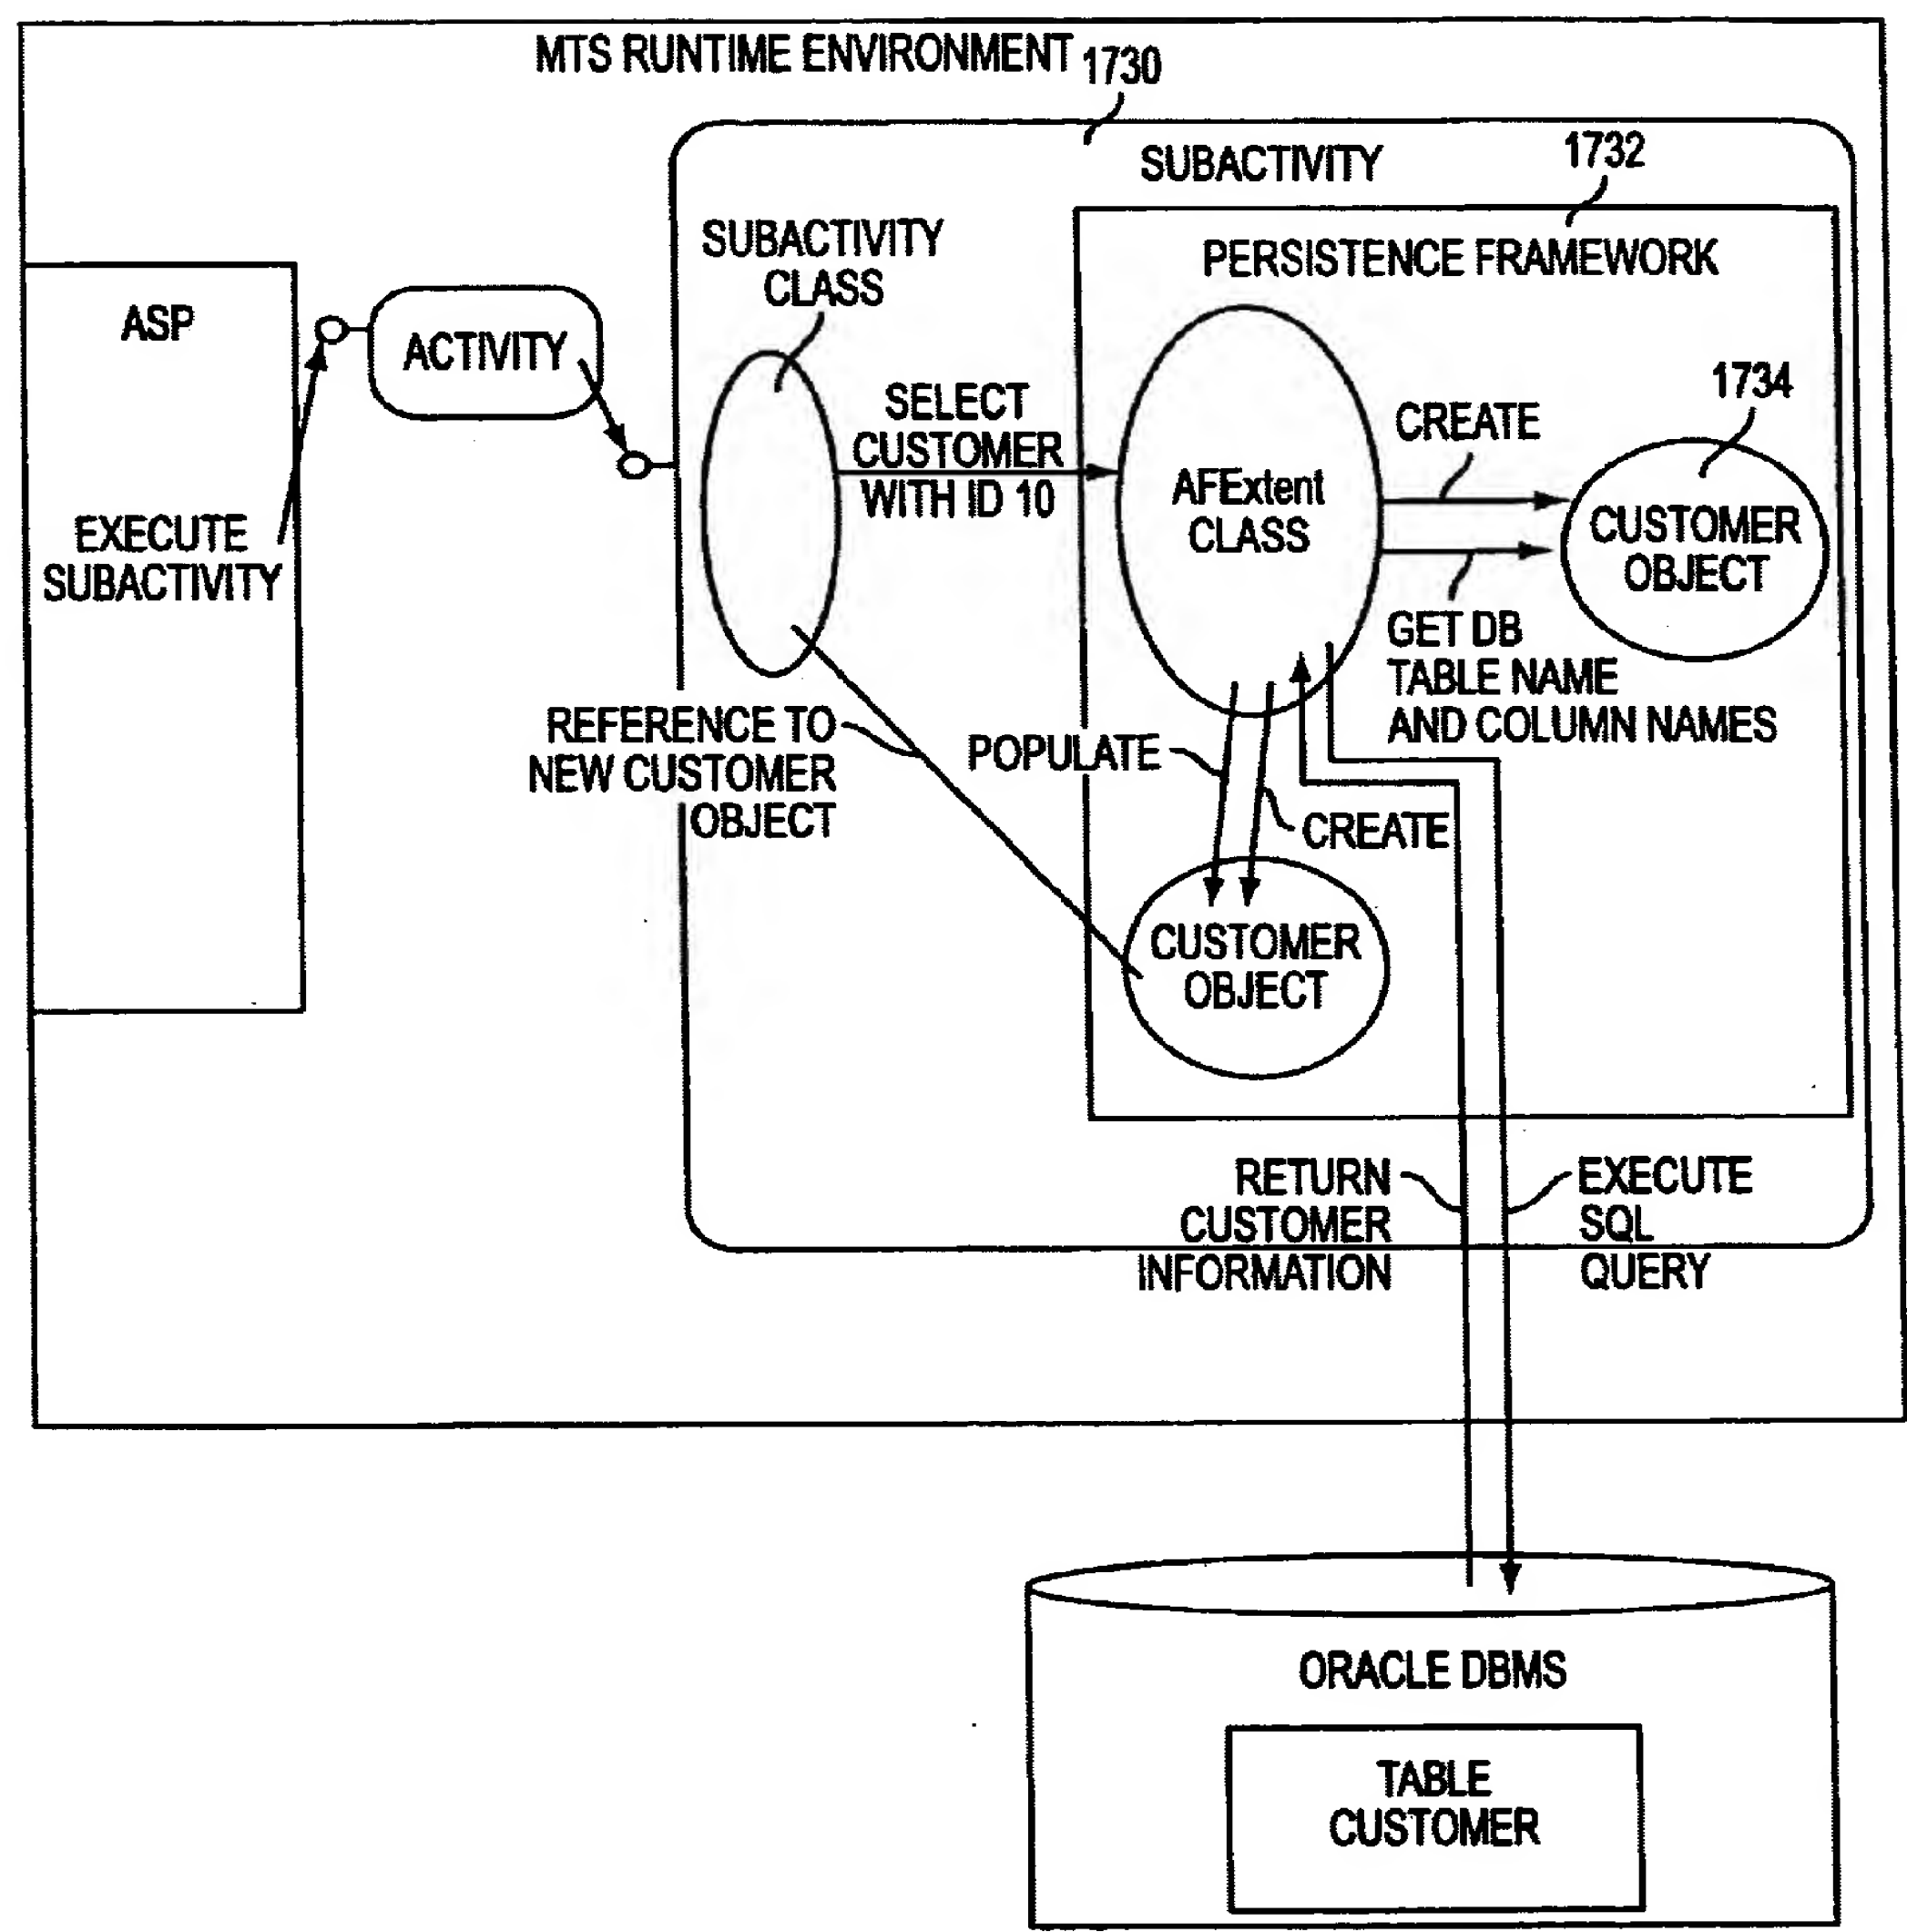 MTS RUNTIME ENVIRONMENT
1730
SUBACTIVITY
1732
SUBACTIVITY
CLASS
PERSISTENCE FRAMEWORK
ASP
ACTIVITY
EXECUTE
SUBACTIVITY
SELECT
CUSTOMER
WITH ID 10
AFExtent
CLASS
CREATE
1734
CUSTOMER
OBJECT
GET DB
TABLE NAME
AND COLUMN NAMES
REFERENCE TO
NEW CUSTOMER
OBJECT
POPULATE
CREATE
CUSTOMER
OBJECT
RETURN
CUSTOMER
INFORMATION
EXECUTE
SQL
QUERY
ORACLE DBMS
TABLE
CUSTOMER